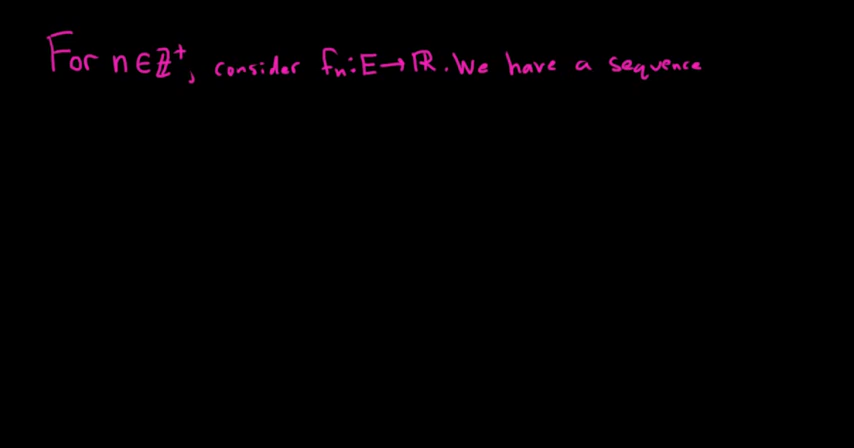 For n∈ℤ⁺, consider fₙ:E→ℝ. We have a sequence